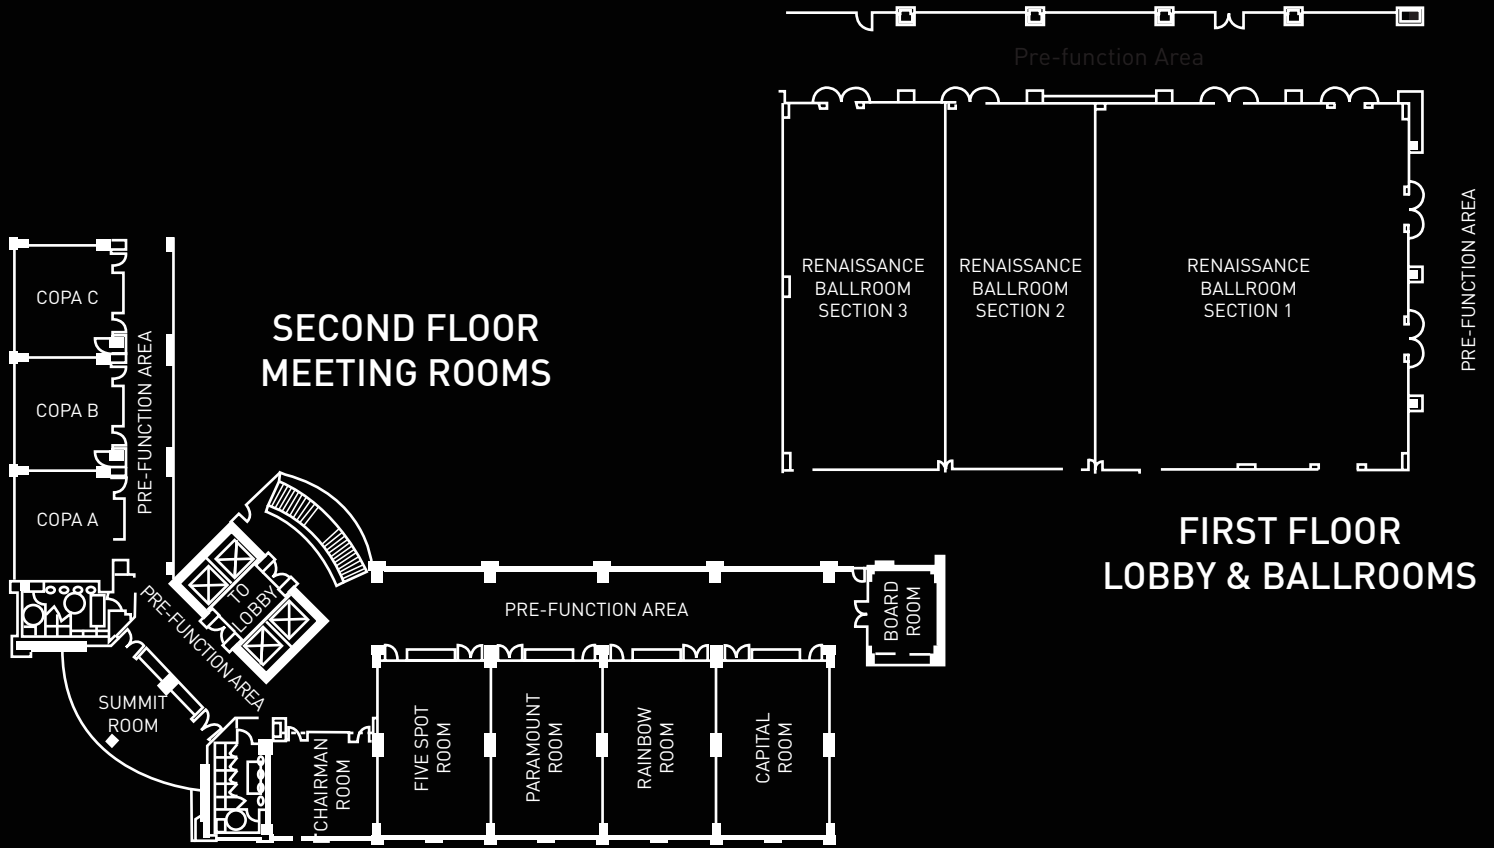 Pre-function Area
RENAISSANCE
BALLROOM
SECTION 3
RENAISSANCE
BALLROOM
SECTION 2
RENAISSANCE
BALLROOM
SECTION 1
PRE-FUNCTION AREA
FIRST FLOOR
LOBBY & BALLROOMS
SECOND FLOOR
MEETING ROOMS
COPA C
COPA B
COPA A
PRE-FUNCTION AREA
TO
LOBBY
PRE-FUNCTION AREA
SUMMIT
ROOM
PRE-FUNCTION AREA
BOARD
ROOM
CHAIRMAN
ROOM
FIVE SPOT
ROOM
PARAMOUNT
ROOM
RAINBOW
ROOM
CAPITAL
ROOM